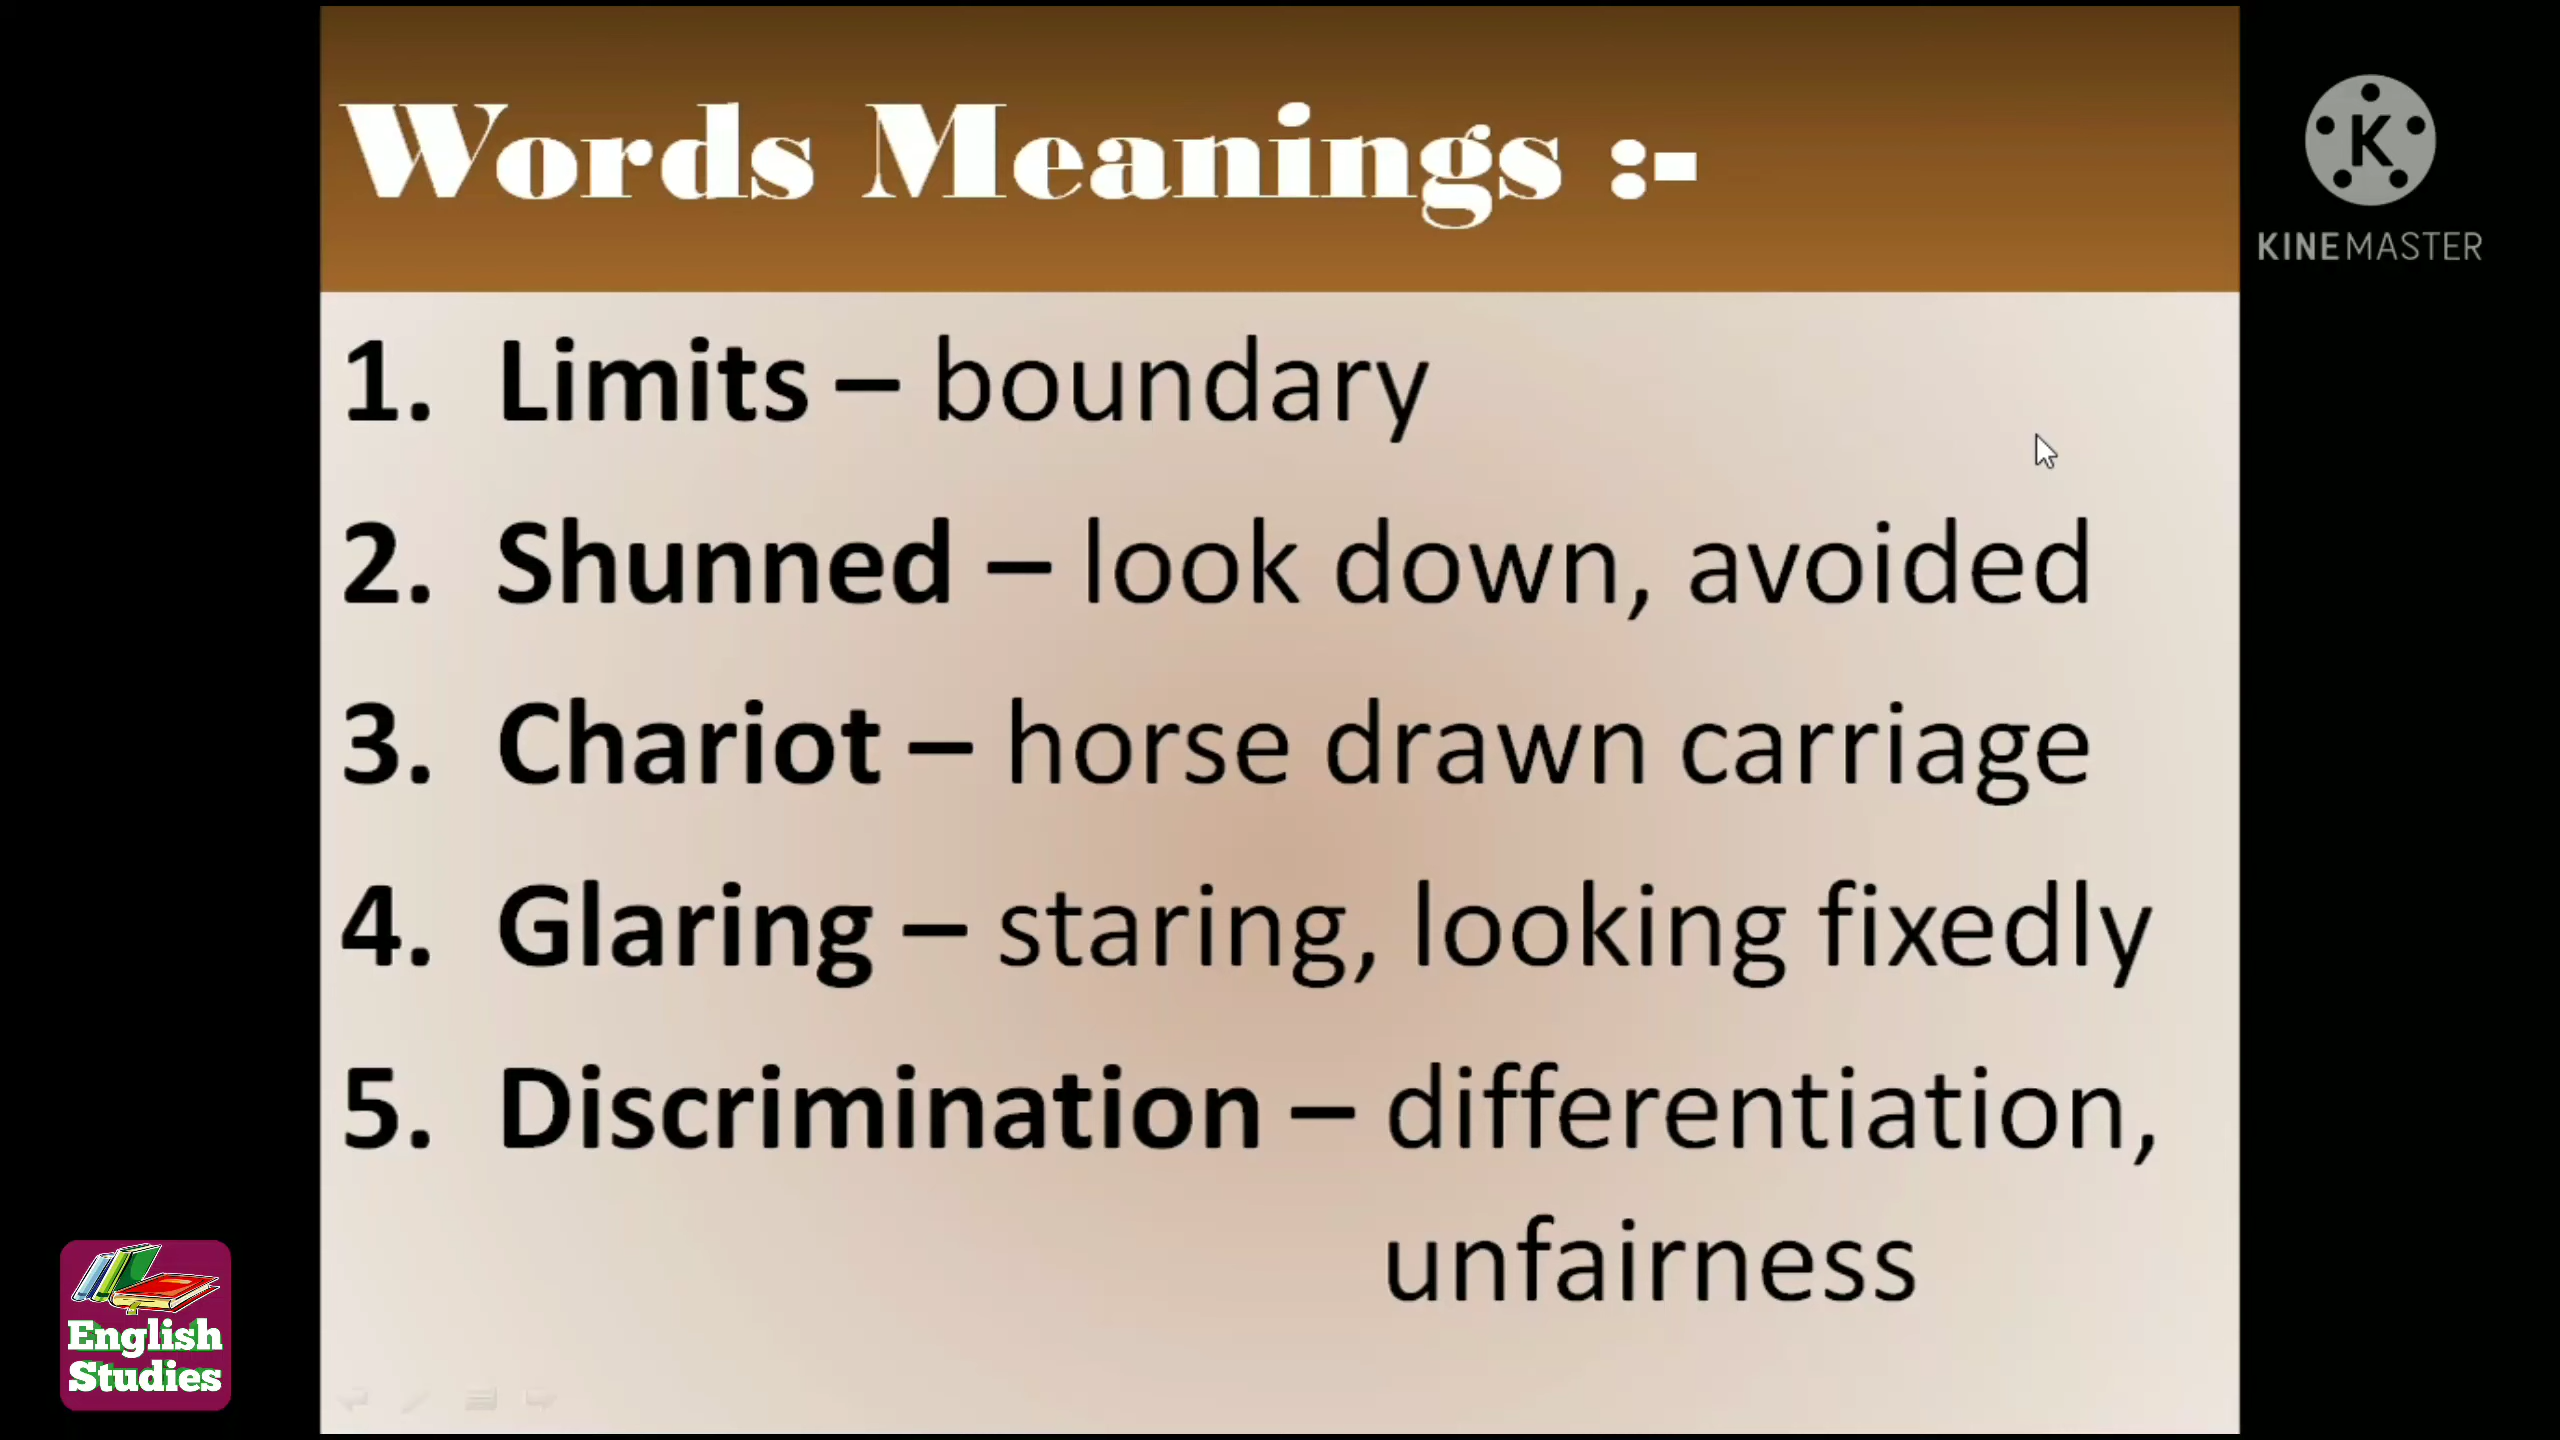 Words Meanings :-
K
KINEMASTER
1. Limits – boundary
2. Shunned – look down, avoided
3. Chariot – horse drawn carriage
4. Glaring – staring, looking fixedly
5. Discrimination – differentiation,
unfairness
English
Studies